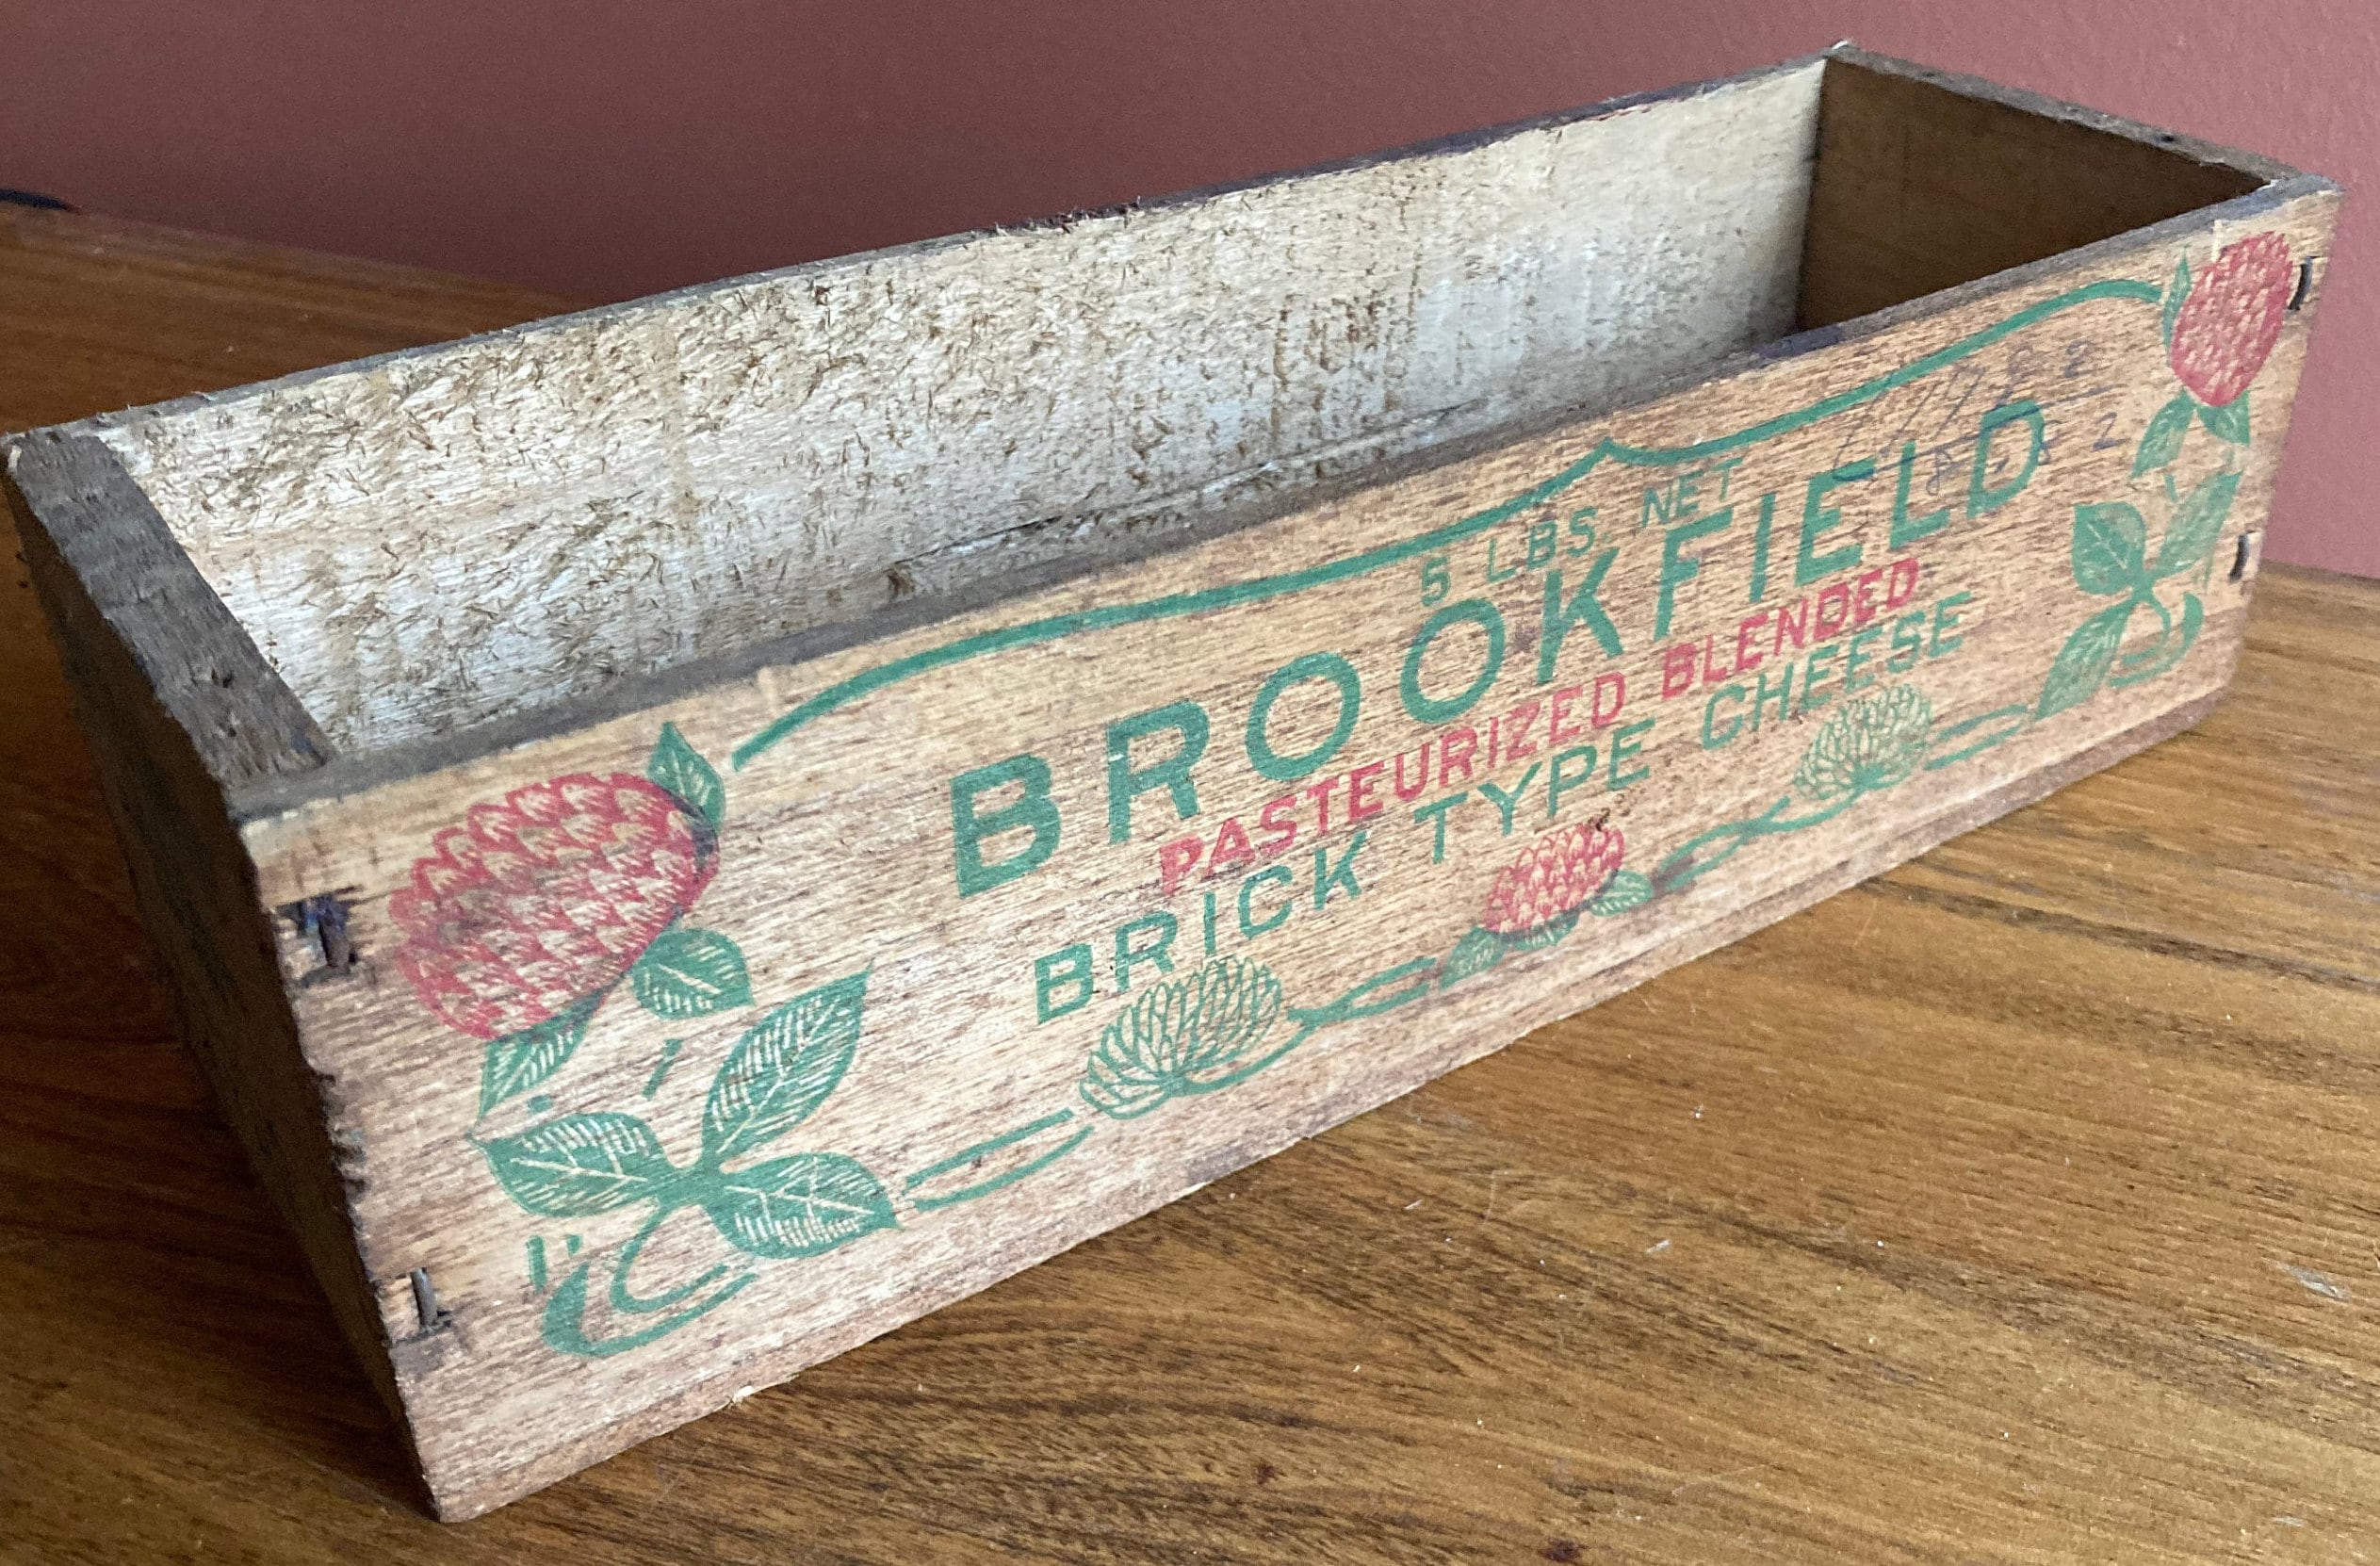 5 LBS. NET
BROOKFIELD
PASTEURIZED BLENDED
BRICK TYPE CHEESE